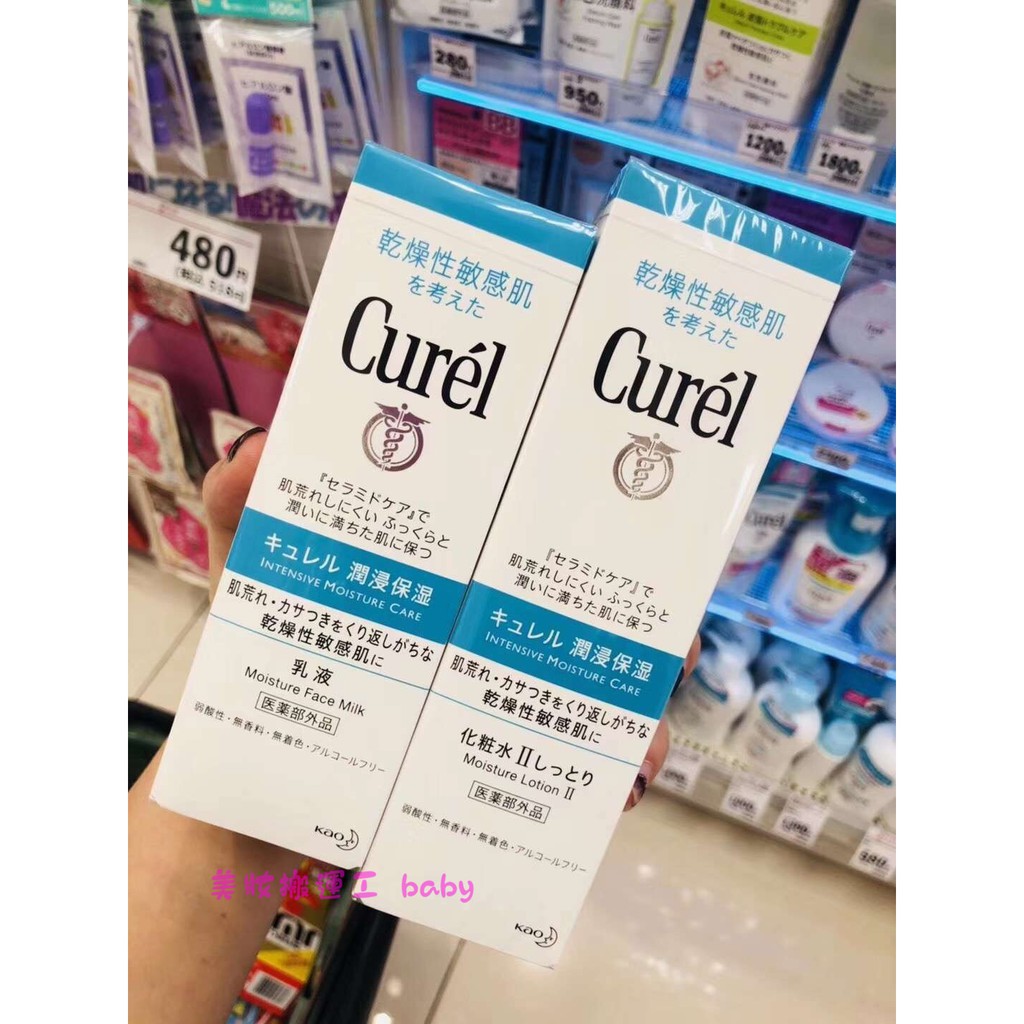 480円
280
950
1200
1800
乾燥性敏感肌
を考えた
Curél
『セラミドケア』で
肌荒れしにくい ふっくらと
潤いに満ちた肌に保つ
キュレル 潤浸保湿
INTENSIVE MOISTURE CARE
肌荒れ・カサつきをくり返しがちな
乾燥性敏感肌に
乳液
Moisture Face Milk
医薬部外品
弱酸性・無香料・無着色・アルコールフリー
Kao
乾燥性敏感肌
を考えた
Curél
『セラミドケア』で
肌荒れしにくい ふっくらと
潤いに満ちた肌に保つ
キュレル 潤浸保湿
INTENSIVE MOISTURE CARE
肌荒れ・カサつきをくり返しがちな
乾燥性敏感肌に
化粧水 II しっとり
Moisture Lotion II
医薬部外品
弱酸性・無香料・無着色・アルコールフリー
Kao
Curél
美妝搬運工 baby